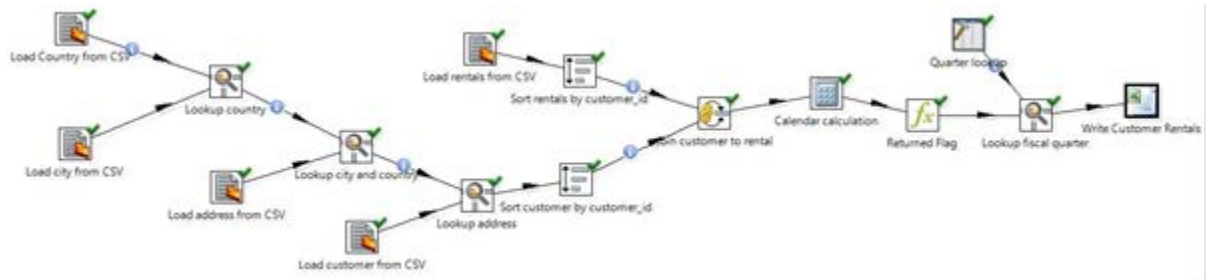 Load Country from CSV
Lookup country
Load city from CSV
Lookup city and country
Load address from CSV
Lookup address
Load customer from CSV
Load rentals from CSV
Sort rentals by customer_id
Sort customer by customer_id
Join customer to rental
Calendar calculation
Returned Flag
Quarter lookup
Lookup fiscal quarter
Write Customer Rentals